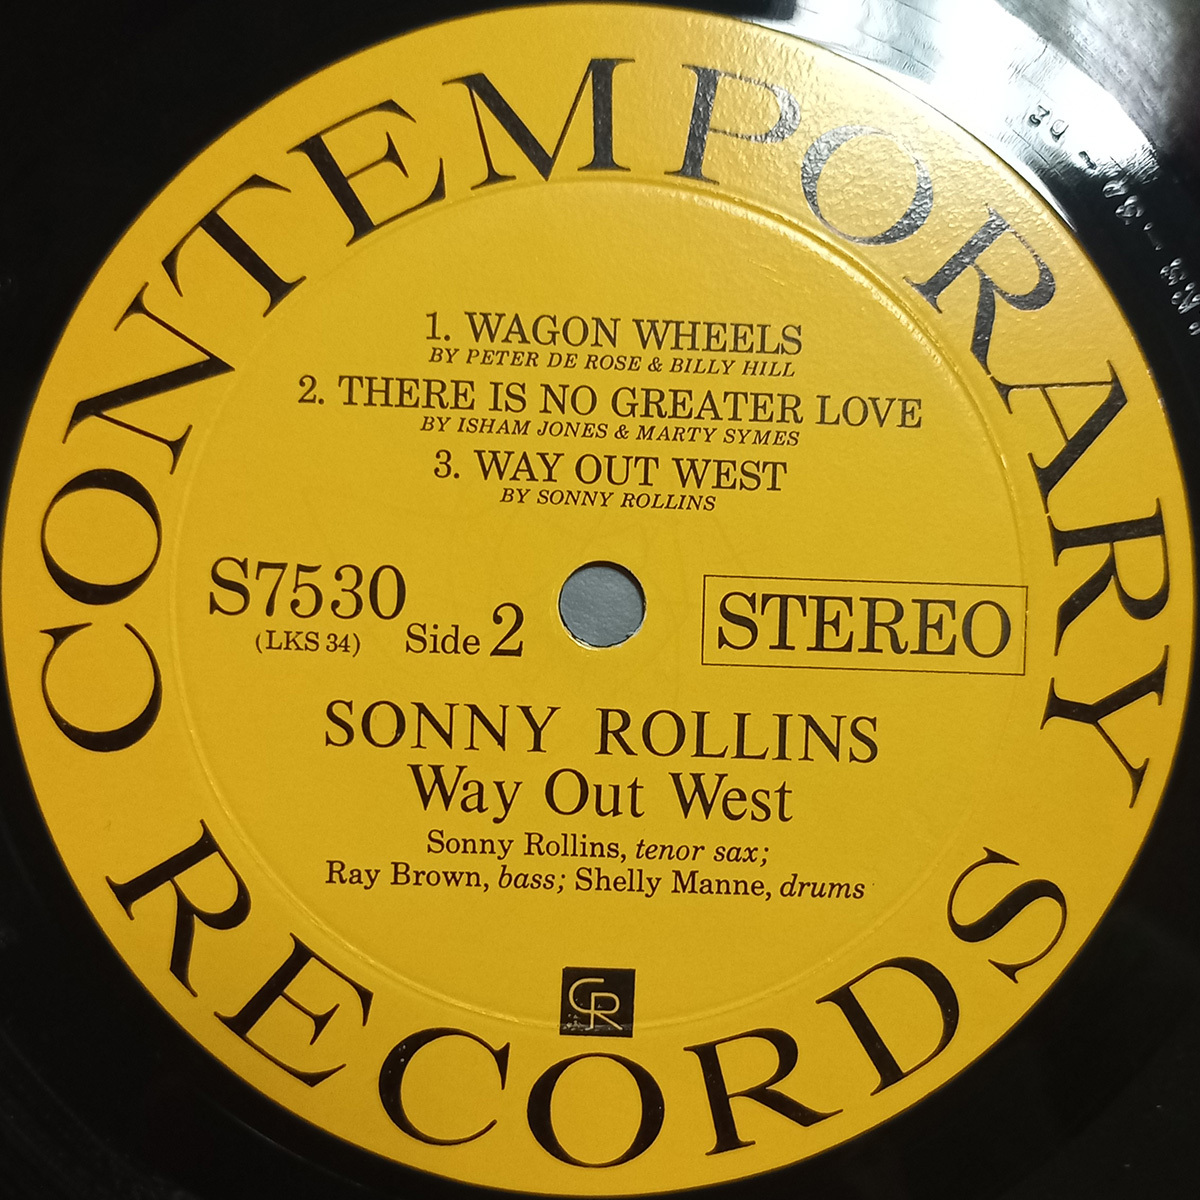 CONTEMPORARY
1. WAGON WHEELS
BY PETER DE ROSE & BILLY HILL
2. THERE IS NO GREATER LOVE
BY ISHAM JONES & MARTY SYMES
3. WAY OUT WEST
BY SONNY ROLLINS
S7530
(LKS 34)
Side 2
STEREO
SONNY ROLLINS
Way Out West
Sonny Rollins, tenor sax;
Ray Brown, bass; Shelly Manne, drums
CR
RECORDS